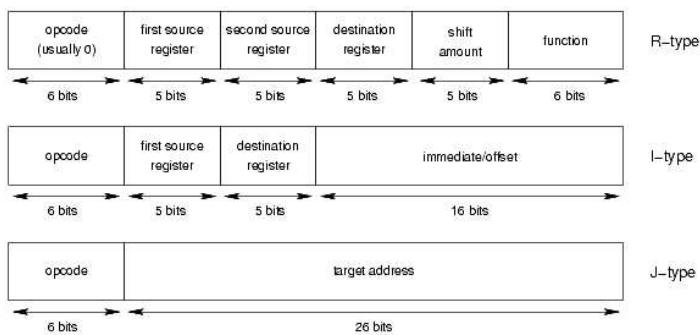 opcode first source second source destination shift function R-type
(usually 0) register register register amount
6 bits 5 bits 5 bits 5 bits 5 bits 6 bits
opcode first source destination immediate/offset I-type
register register
6 bits 5 bits 5 bits 16 bits
opcode target address J-type
6 bits 26 bits